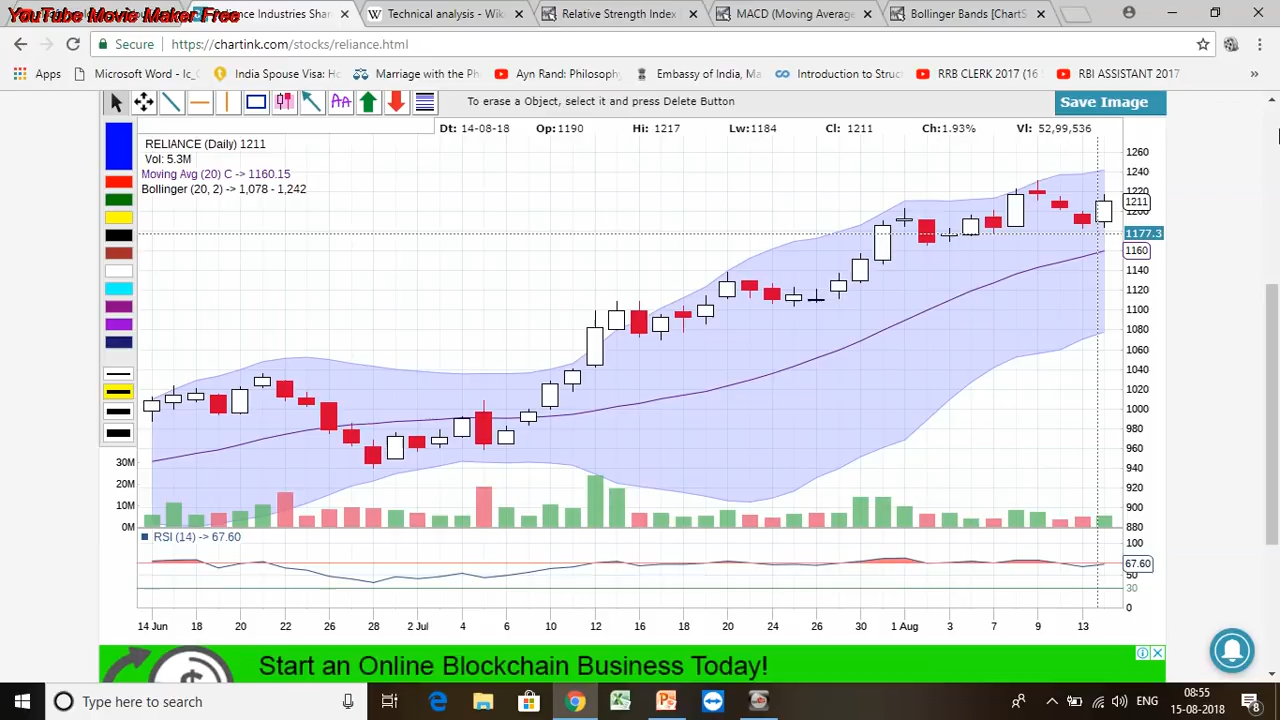 YouTube Movie Maker Free
Reliance Industries Shar
Technical analysis - Wiki
Relative Strength Index [
MACD (Moving average
Bollinger Bands [ChartS
Secure
https://chartink.com/stocks/reliance.html
Apps
Microsoft Word - Ic_C
India Spouse Visa: Ho
Marriage with the Ph
Ayn Rand: Philosophy
Embassy of India, Ma
Introduction to Struc
RRB CLERK 2017 (16 S
RBI ASSISTANT 2017
»
To erase a Object, select it and press Delete Button
Save Image
Dt: 14-08-18 Op:1190 Hi: 1217 Lw:1184 Cl: 1211 Ch:1.93% Vl: 52,99,536
RELIANCE (Daily) 1211
Vol: 5.3M
Moving Avg (20) C -> 1160.15
Bollinger (20, 2) -> 1,078 - 1,242
1260
1240
1220
1211
1200
1177.3
1160
1140
1120
1100
1080
1060
1040
1020
1000
980
960
940
920
900
880
30M
20M
10M
0M
RSI (14) -> 67.60
100
67.60
50
30
0
14 Jun 18 20 22 26 28 2 Jul 4 6 10 12 16 18 20 24 26 30 1 Aug 3 7 9 13
Start an Online Blockchain Business Today!
Type here to search
ENG
08:55
15-08-2018
8